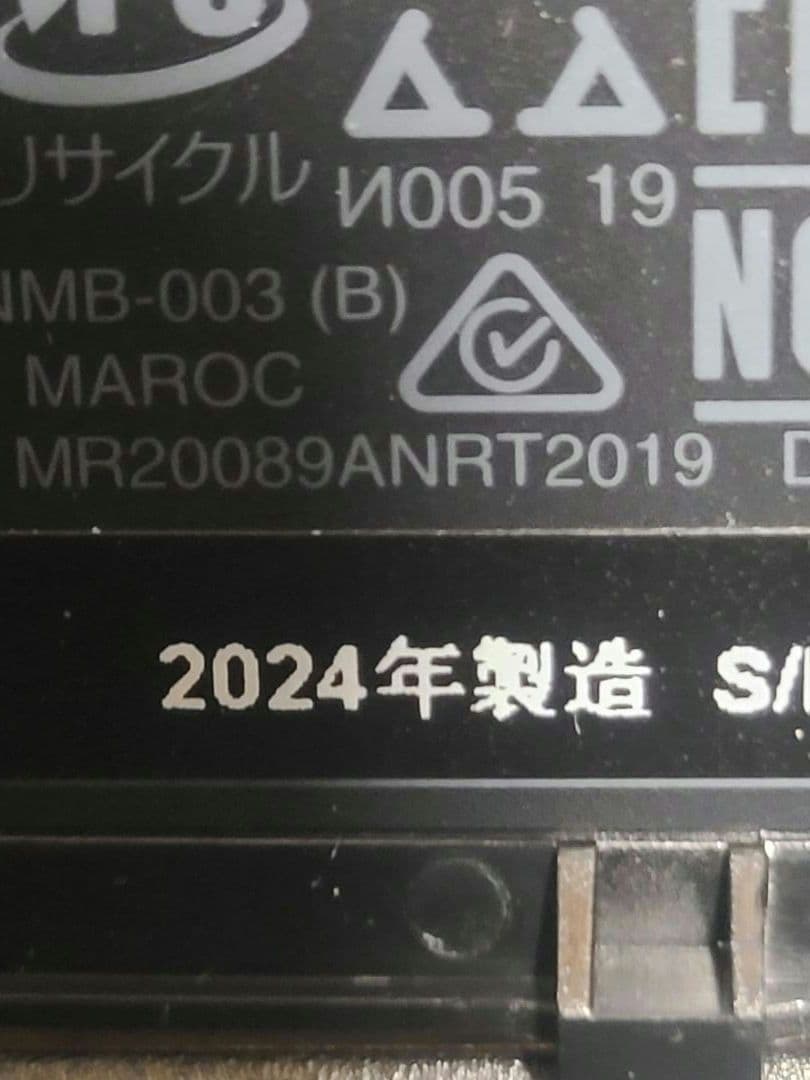 リサイクル
И005 19
NMB-003 (B)
MAROC
MR20089ANRT2019
2024年製造 S/